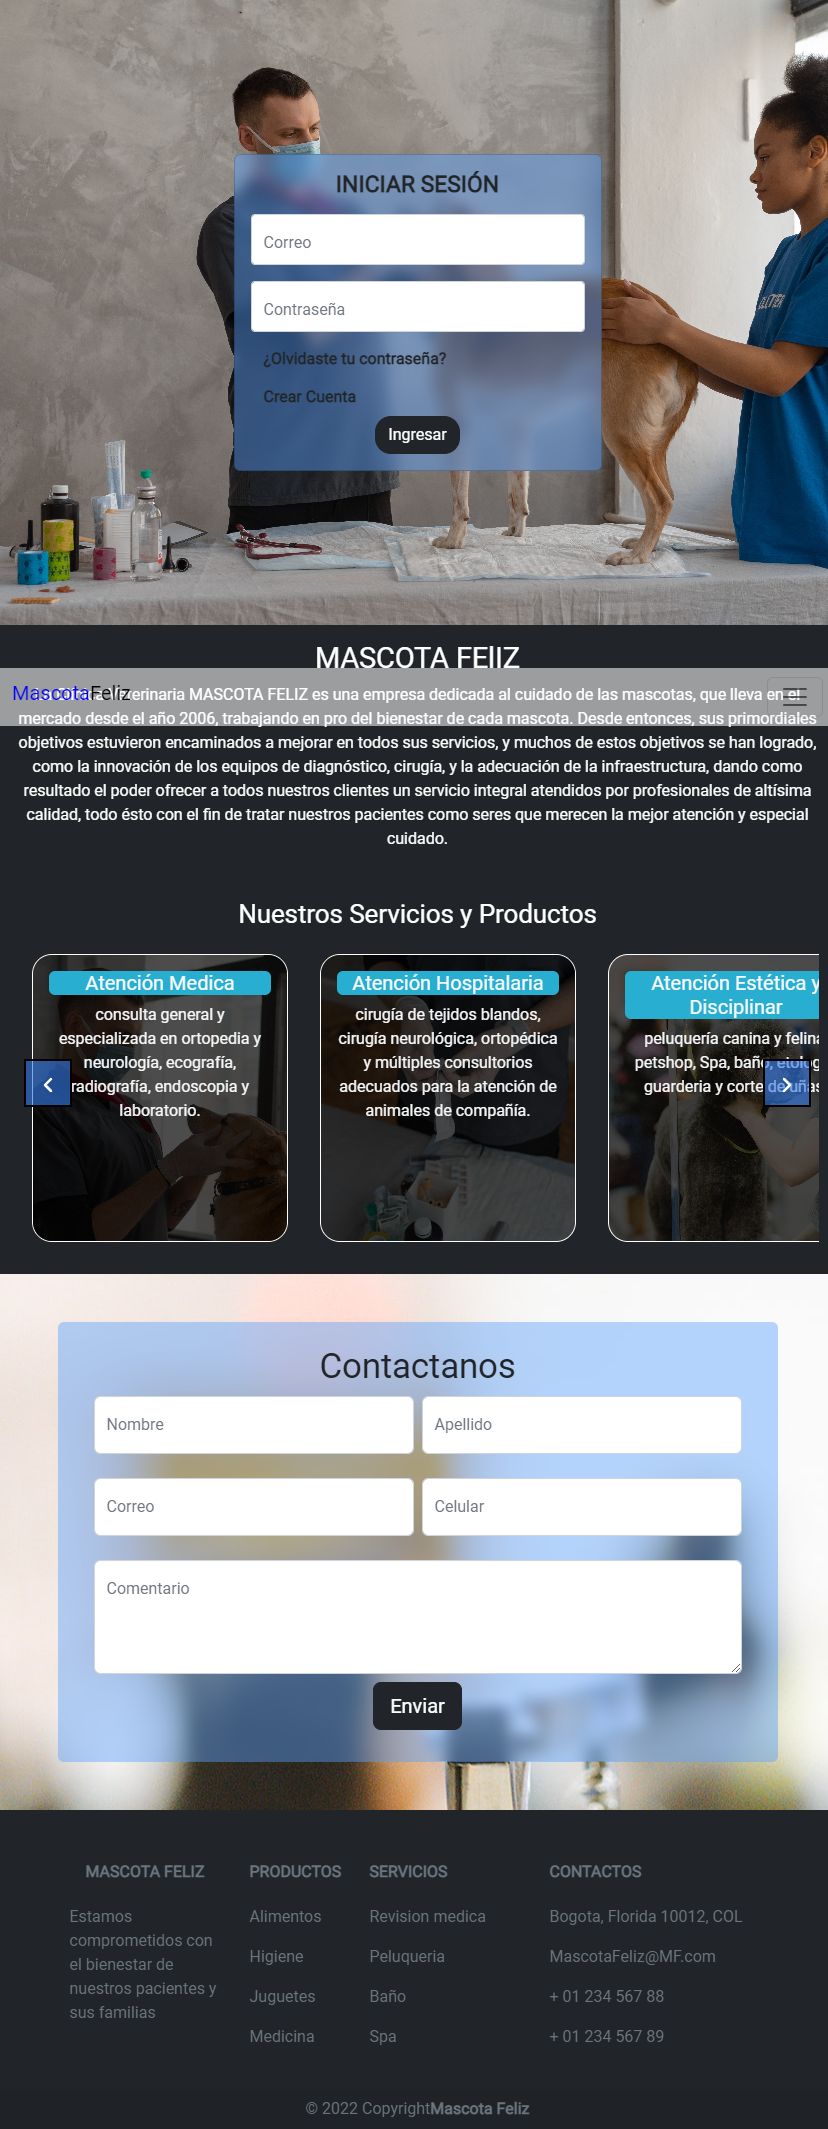 INICIAR SESIÓN
Correo
Contraseña
¿Olvidaste tu contraseña?
Crear Cuenta
Ingresar
MASCOTA FElIZ
MascotaFeliz
MASCOTA FELIZ es una empresa dedicada al cuidado de las mascotas, que lleva en el
mercado desde el año 2006, trabajando en pro del bienestar de cada mascota. Desde entonces, sus primordiales
objetivos estuvieron encaminados a mejorar en todos sus servicios, y muchos de estos objetivos se han logrado,
como la innovación de los equipos de diagnóstico, cirugía, y la adecuación de la infraestructura, dando como
resultado el poder ofrecer a todos nuestros clientes un servicio integral atendidos por profesionales de altísima
calidad, todo ésto con el fin de tratar nuestros pacientes como seres que merecen la mejor atención y especial
cuidado.
Nuestros Servicios y Productos
Atención Medica
consulta general y
especializada en ortopedia y
neurología, ecografía,
radiografía, endoscopia y
laboratorio.
Atención Hospitalaria
cirugía de tejidos blandos,
cirugía neurológica, ortopédica
y múltiples consultorios
adecuados para la atención de
animales de compañía.
Atención Estética y
Disciplinar
peluquería canina y felina
petshop, Spa, baño,
guarderia y corte de uñas
Contactanos
Nombre
Apellido
Correo
Celular
Comentario
Enviar
MASCOTA FELIZ
Estamos
comprometidos con
el bienestar de
nuestros pacientes y
sus familias
PRODUCTOS
Alimentos
Higiene
Juguetes
Medicina
SERVICIOS
Revision medica
Peluqueria
Baño
Spa
CONTACTOS
Bogota, Florida 10012, COL
MascotaFeliz@MF.com
+ 01 234 567 88
+ 01 234 567 89
© 2022 CopyrightMascota Feliz